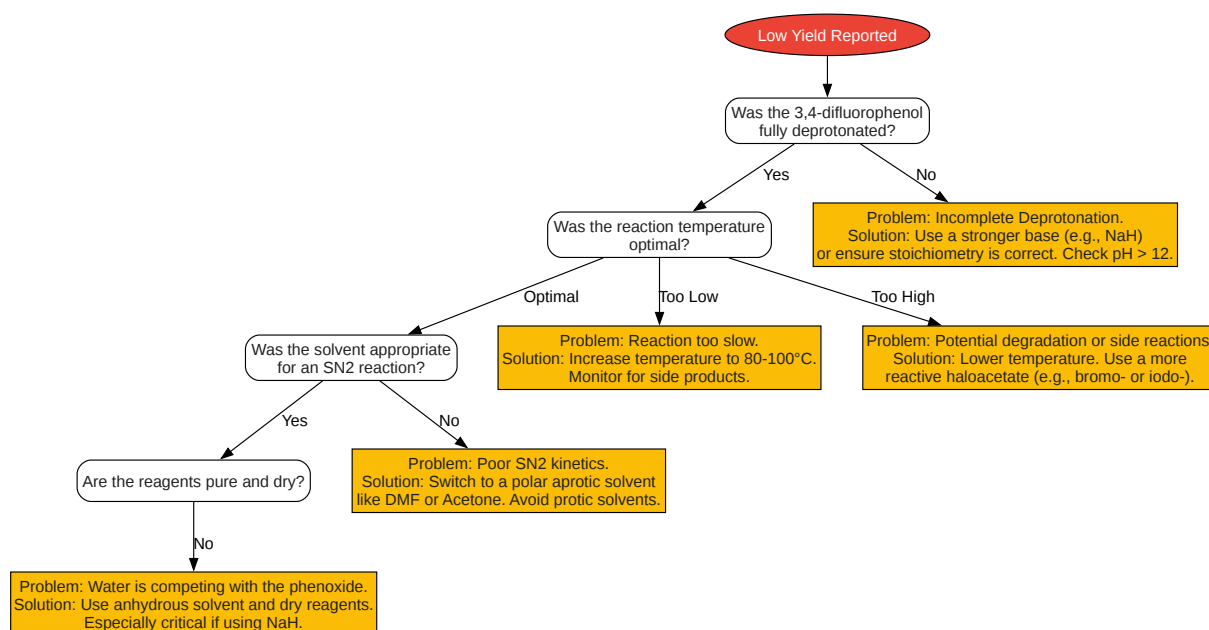 Low Yield Reported
Was the 3,4-difluorophenol
fully deprotonated?
Yes
No
Was the reaction temperature
optimal?
Problem: Incomplete Deprotonation.
Solution: Use a stronger base (e.g., NaH)
or ensure stoichiometry is correct. Check pH > 12.
Optimal
Too Low
Too High
Was the solvent appropriate
for an SN2 reaction?
Problem: Reaction too slow.
Solution: Increase temperature to 80-100°C.
Monitor for side products.
Problem: Potential degradation or side reactions
Solution: Lower temperature. Use a more
reactive haloacetate (e.g., bromo- or iodo-).
Yes
No
Are the reagents pure and dry?
Problem: Poor SN2 kinetics.
Solution: Switch to a polar aprotic solvent
like DMF or Acetone. Avoid protic solvents.
No
Problem: Water is competing with the phenoxide.
Solution: Use anhydrous solvent and dry reagents.
Especially critical if using NaH.